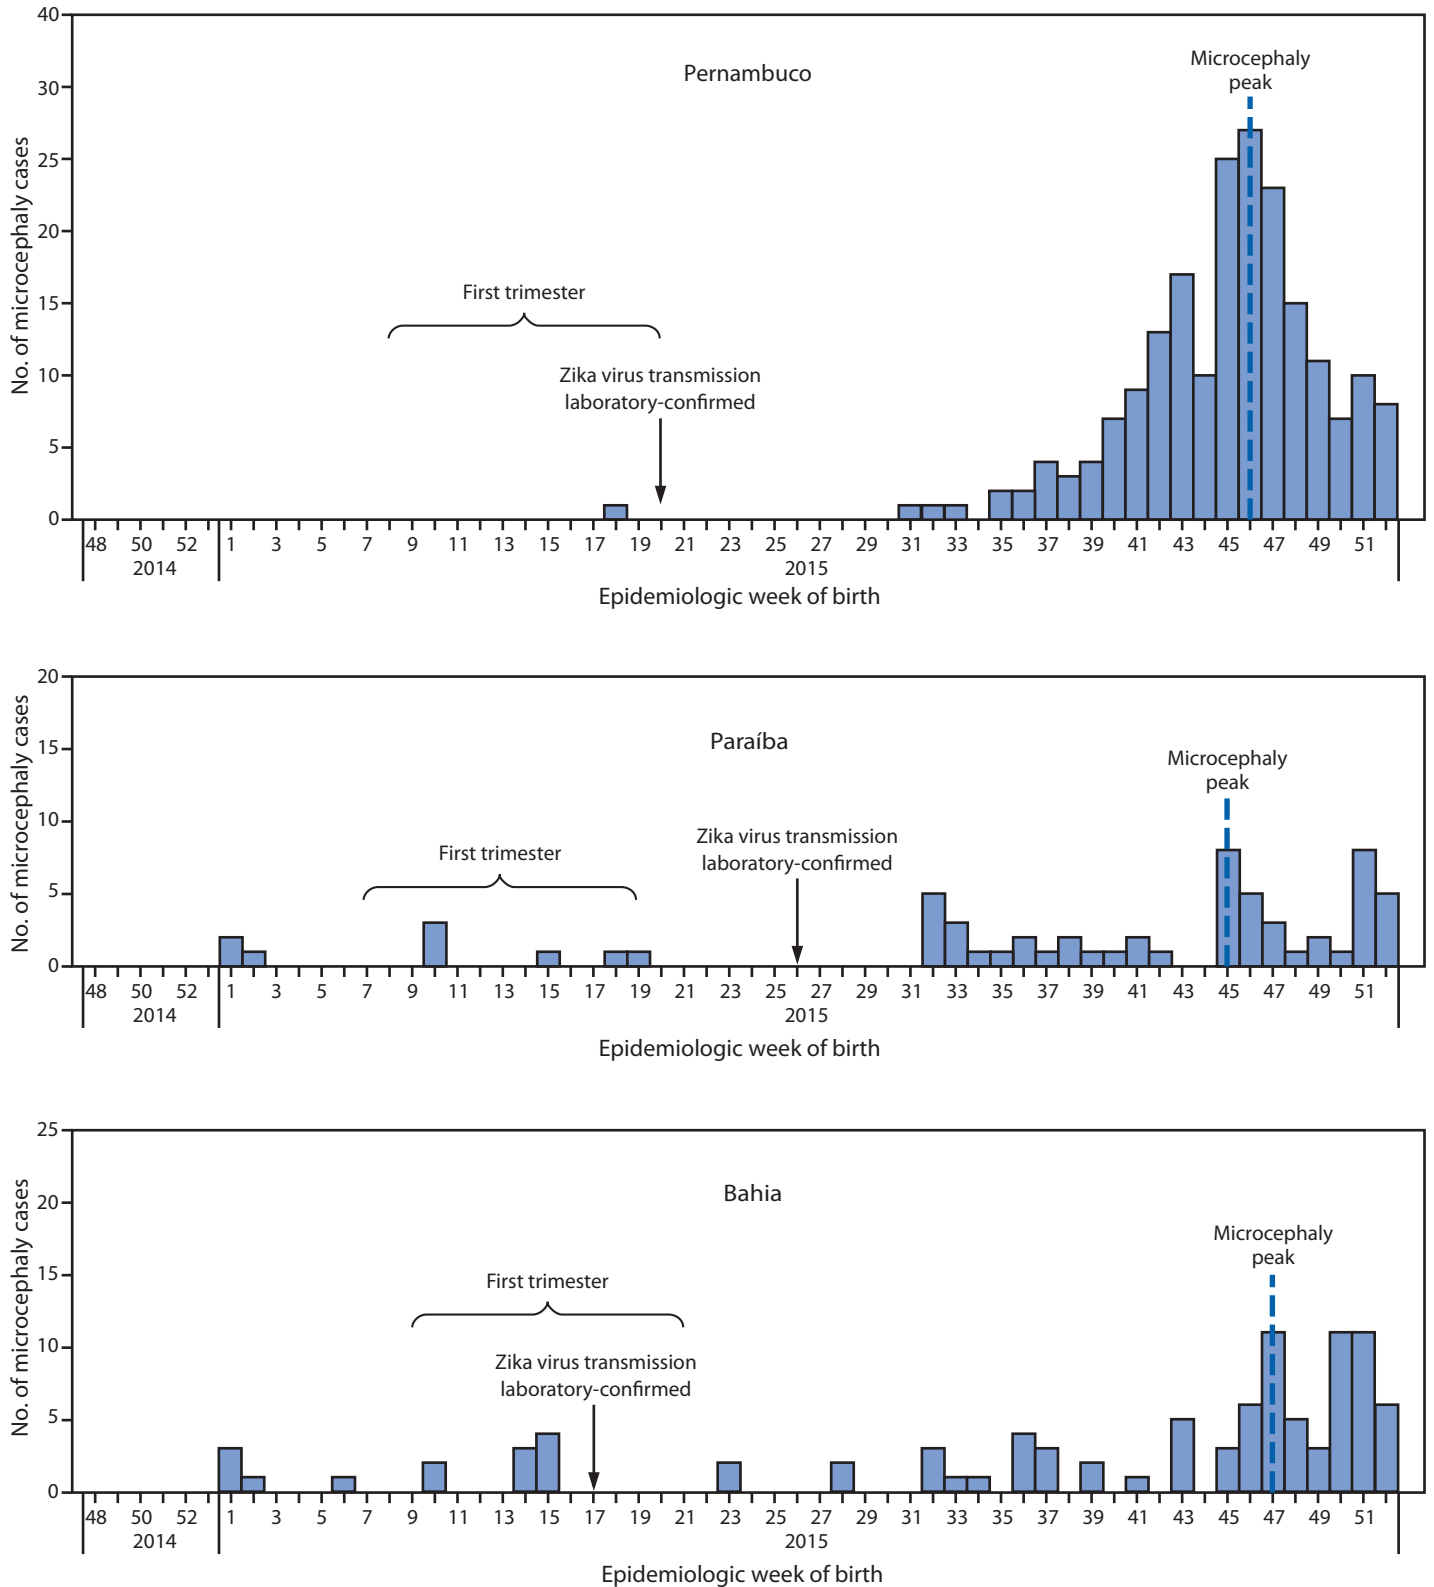 40
Pernambuco
Microcephaly
peak
30
25
20
15
10
5
0
No. of microcephaly cases
First trimester
Zika virus transmission
laboratory-confirmed
48 50 52 1 3 5 7 9 11 13 15 17 19 21 23 25 27 29 31 33 35 37 39 41 43 45 47 49 51
2014 2015
Epidemiologic week of birth
20
Paraíba
Microcephaly
peak
15
10
5
0
No. of microcephaly cases
First trimester
Zika virus transmission
laboratory-confirmed
48 50 52 1 3 5 7 9 11 13 15 17 19 21 23 25 27 29 31 33 35 37 39 41 43 45 47 49 51
2014 2015
Epidemiologic week of birth
25
Bahia
Microcephaly
peak
20
15
10
5
0
No. of microcephaly cases
First trimester
Zika virus transmission
laboratory-confirmed
48 50 52 1 3 5 7 9 11 13 15 17 19 21 23 25 27 29 31 33 35 37 39 41 43 45 47 49 51
2014 2015
Epidemiologic week of birth